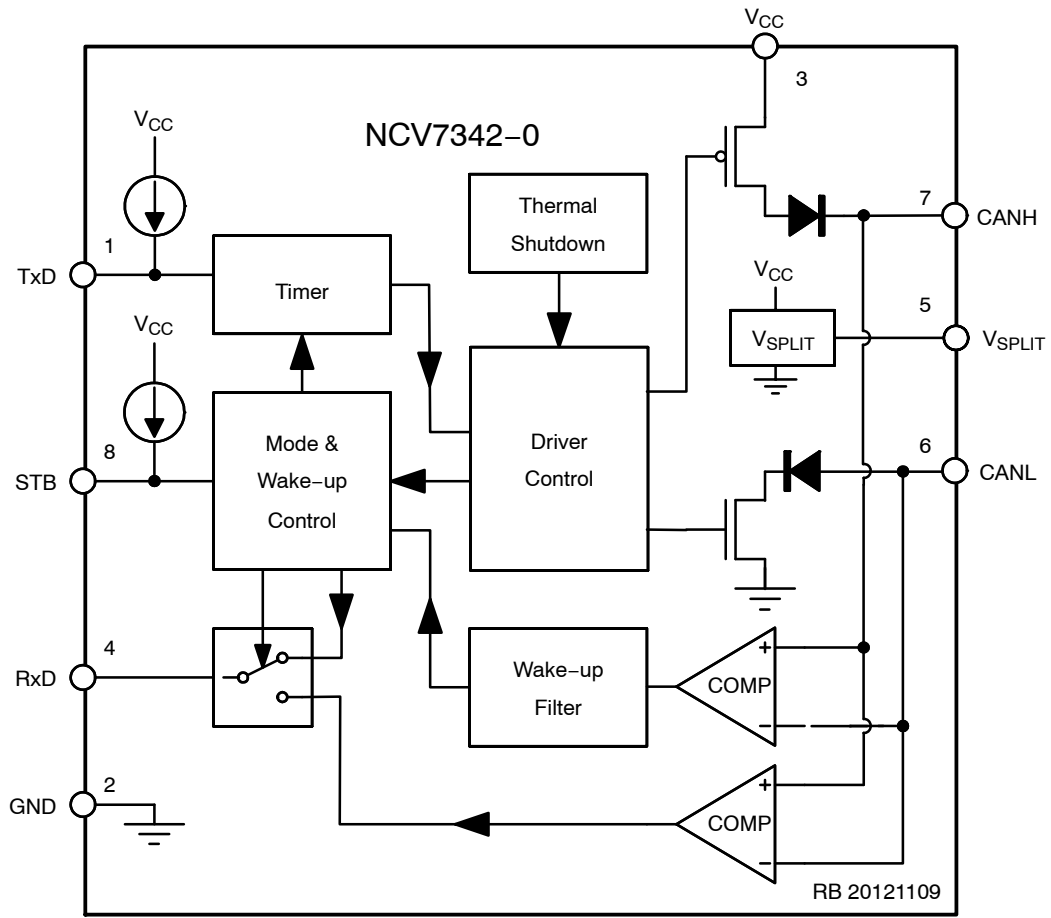 VCC
3
VCC
NCV7342−0
Thermal
Shutdown
7
CANH
1
TxD
Timer
VCC
5
VSPLIT
VSPLIT
VCC
Mode &
Wake−up
Control
Driver
Control
8
STB
6
CANL
4
RxD
Wake−up
Filter
+
COMP
−
2
GND
+
COMP
−
RB 20121109